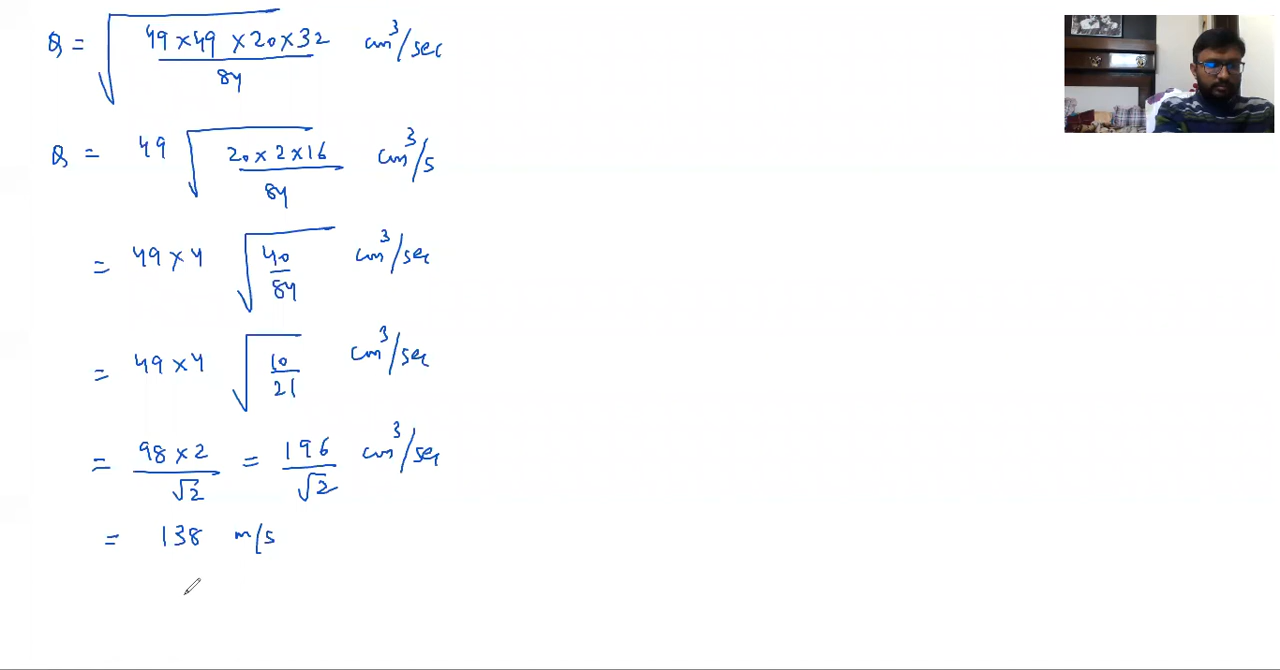 Q = √(49×49×20×32 / 84) cm³/sec
Q = 49 √(20×2×16 / 84) cm³/s
= 49×4 √(40 / 84) cm³/sec
= 49×4 √(10 / 21) cm³/sec
= 98×2 / √2 = 196 / √2 cm³/sec
= 138 m/s